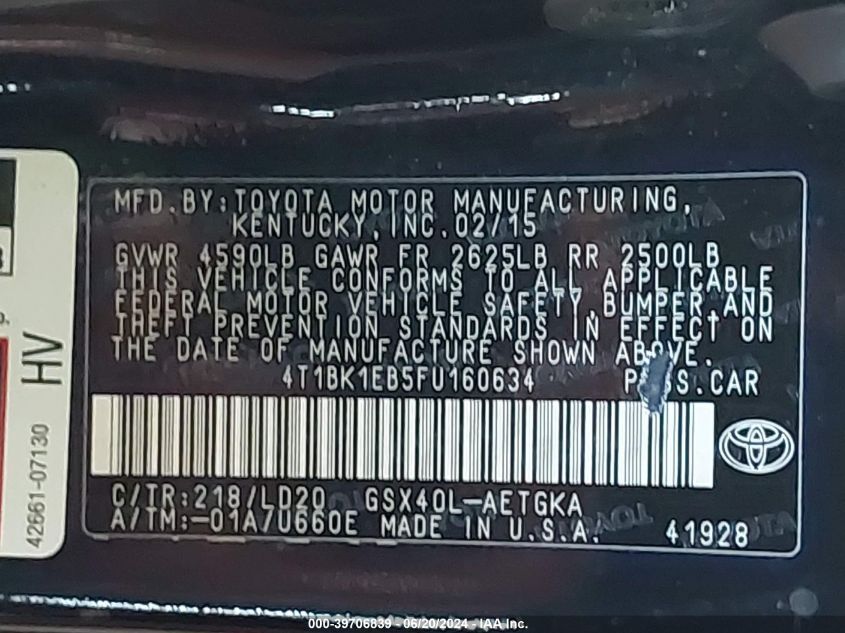 MFD.BY:TOYOTA MOTOR MANUFACTURING,
KENTUCKY,INC.02/15
GVWR 4590LB GAWR FR 2625LB RR 2500LB
THIS VEHICLE CONFORMS TO ALL APPLICABLE
FEDERAL MOTOR VEHICLE SAFETY,BUMPER,AND
THEFT PREVENTION STANDARDS IN EFFECT ON
THE DATE OF MANUFACTURE SHOWN ABOVE.
4T1BK1EB5FU160634 PASS.CAR
C/TR:218/LD20 GSX40L-AETGKA
A/TM:-01A/U660E MADE IN U.S.A. 41928
HV
42661-07130
000-39706839 - 06/20/2024 - IAA Inc.